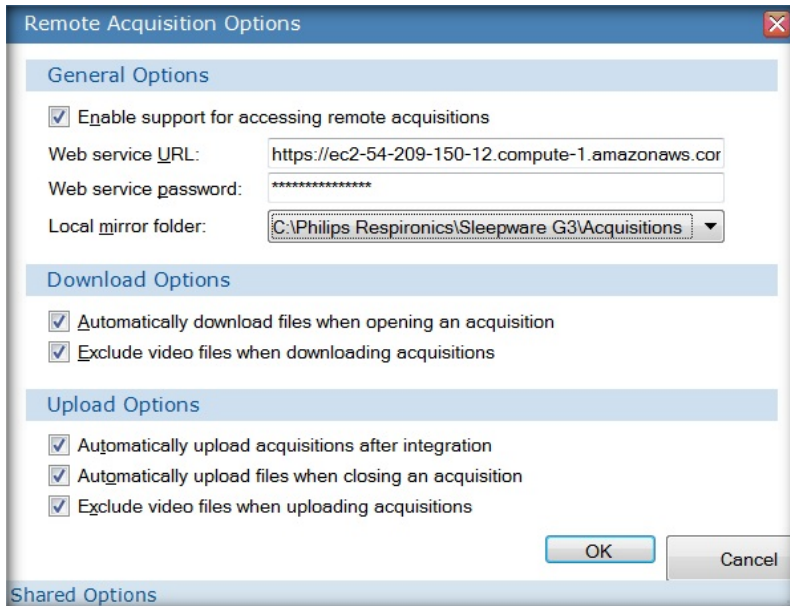 Remote Acquisition Options
General Options
Enable support for accessing remote acquisitions
Web service URL: https://ec2-54-209-150-12.compute-1.amazonaws.cor
Web service password: ***************
Local mirror folder: C:\Philips Respironics\Sleepware G3\Acquisitions
Download Options
Automatically download files when opening an acquisition
Exclude video files when downloading acquisitions
Upload Options
Automatically upload acquisitions after integration
Automatically upload files when closing an acquisition
Exclude video files when uploading acquisitions
OK Cancel
Shared Options